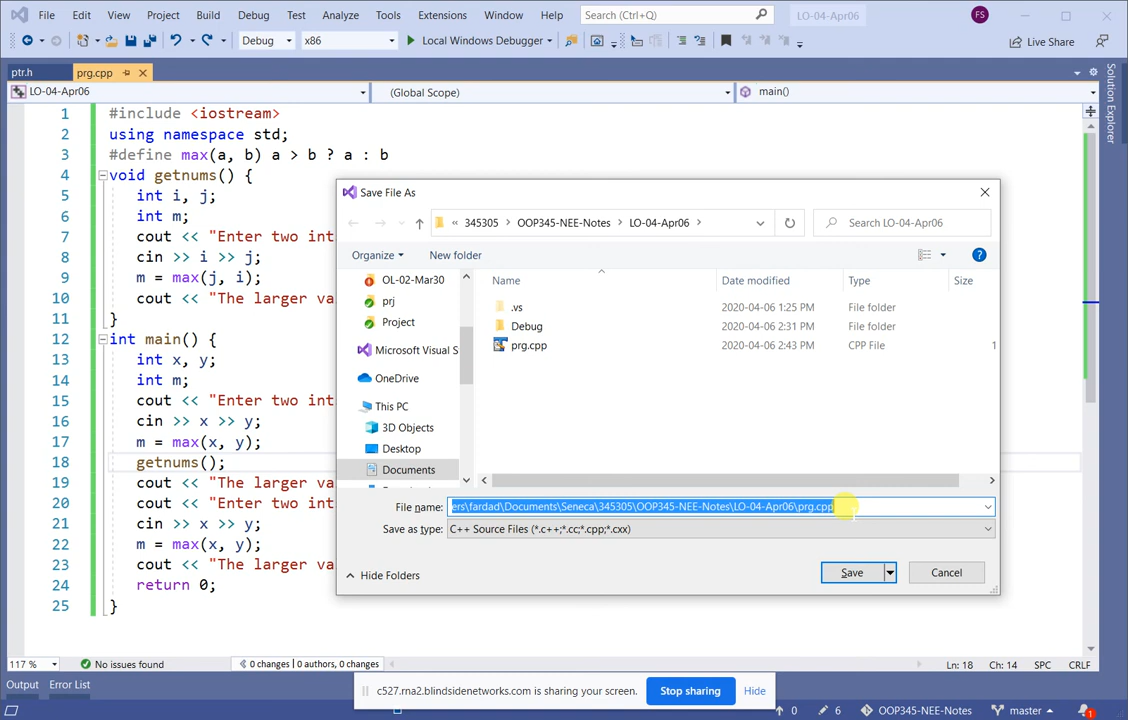 File Edit View Project Build Debug Test Analyze Tools Extensions Window Help Search (Ctrl+Q) LO-04-Apr06 FS
Debug x86 Local Windows Debugger Live Share
ptr.h prg.cpp
LO-04-Apr06 (Global Scope) main()
Solution Explorer
1 #include <iostream>
2 using namespace std;
3 #define max(a, b) a > b ? a : b
4 void getnums() {
5 int i, j;
6 int m;
7 cout << "Enter two int
8 cin >> i >> j;
9 m = max(j, i);
10 cout << "The larger va
11 }
12 int main() {
13 int x, y;
14 int m;
15 cout << "Enter two int
16 cin >> x >> y;
17 m = max(x, y);
18 getnums();
19 cout << "The larger va
20 cout << "Enter two int
21 cin >> x >> y;
22 m = max(x, y);
23 cout << "The larger va
24 return 0;
25 }
Save File As
« 345305 > OOP345-NEE-Notes > LO-04-Apr06 > Search LO-04-Apr06
Organize New folder
OL-02-Mar30
prj
Project
Microsoft Visual S
OneDrive
This PC
3D Objects
Desktop
Documents
Name Date modified Type Size
.vs 2020-04-06 1:25 PM File folder
Debug 2020-04-06 2:31 PM File folder
prg.cpp 2020-04-06 2:43 PM CPP File 1
File name: ers\fardad\Documents\Seneca\345305\OOP345-NEE-Notes\LO-04-Apr06\prg.cpp
Save as type: C++ Source Files (*.c++;*.cc;*.cpp;*.cxx)
Hide Folders Save Cancel
117 % No issues found 0 changes | 0 authors, 0 changes Ln: 18 Ch: 14 SPC CRLF
Output Error List
c527.rna2.blindsidenetworks.com is sharing your screen. Stop sharing Hide
0 6 OOP345-NEE-Notes master 1